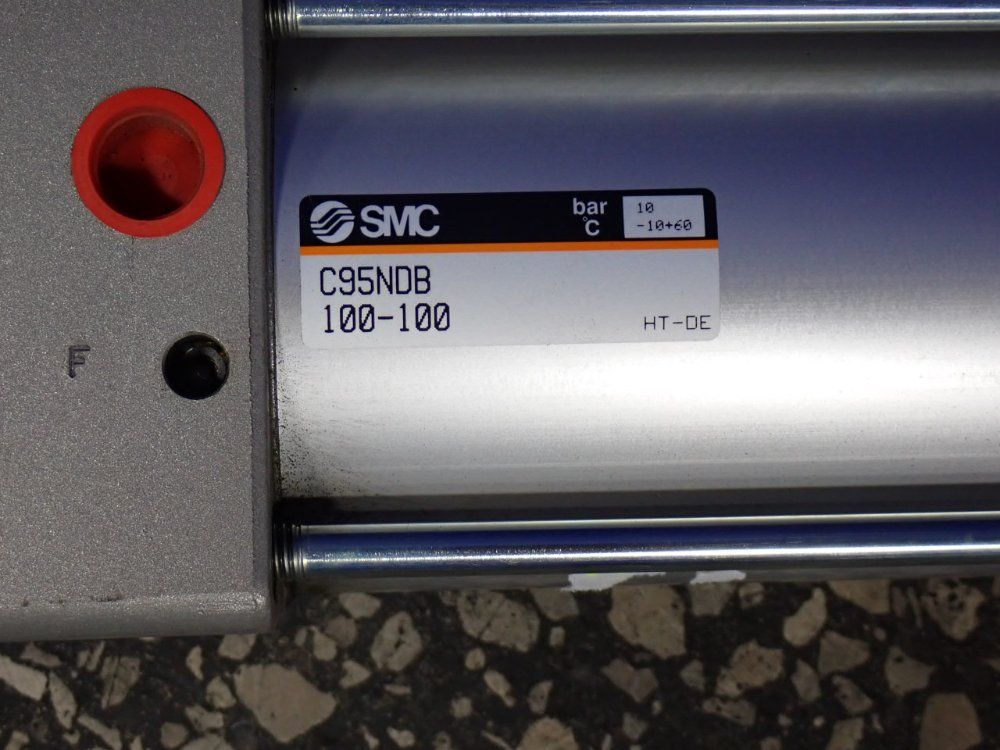 SMC
bar 10
°C -10+60
C95NDB
100-100
HT-DE
F